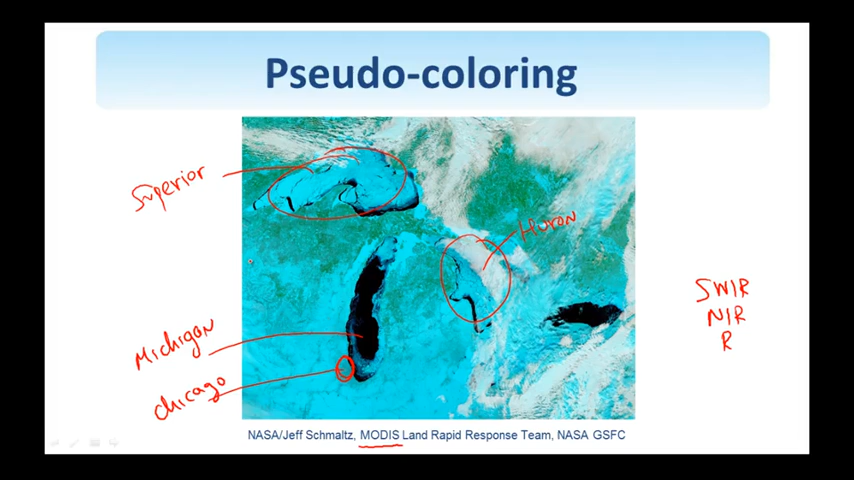 Pseudo-coloring
Superior
Huron
SWIR
NIR
R
Michigan
Chicago
NASA/Jeff Schmaltz, MODIS Land Rapid Response Team, NASA GSFC